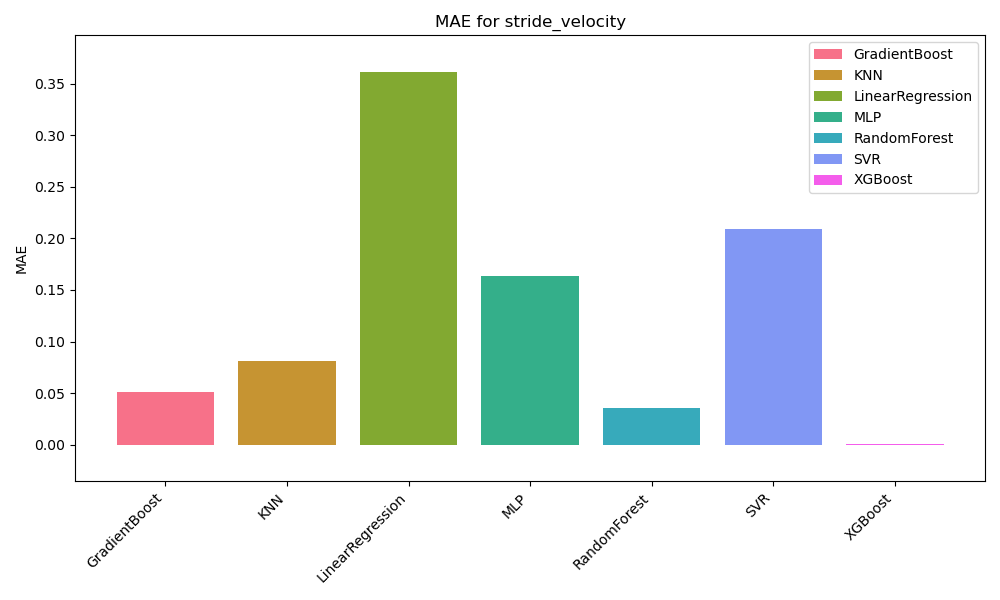 MAE for stride_velocity
GradientBoost
KNN
LinearRegression
MLP
RandomForest
SVR
XGBoost
MAE
0.35
0.30
0.25
0.20
0.15
0.10
0.05
0.00
GradientBoost
KNN
LinearRegression
MLP
RandomForest
SVR
XGBoost